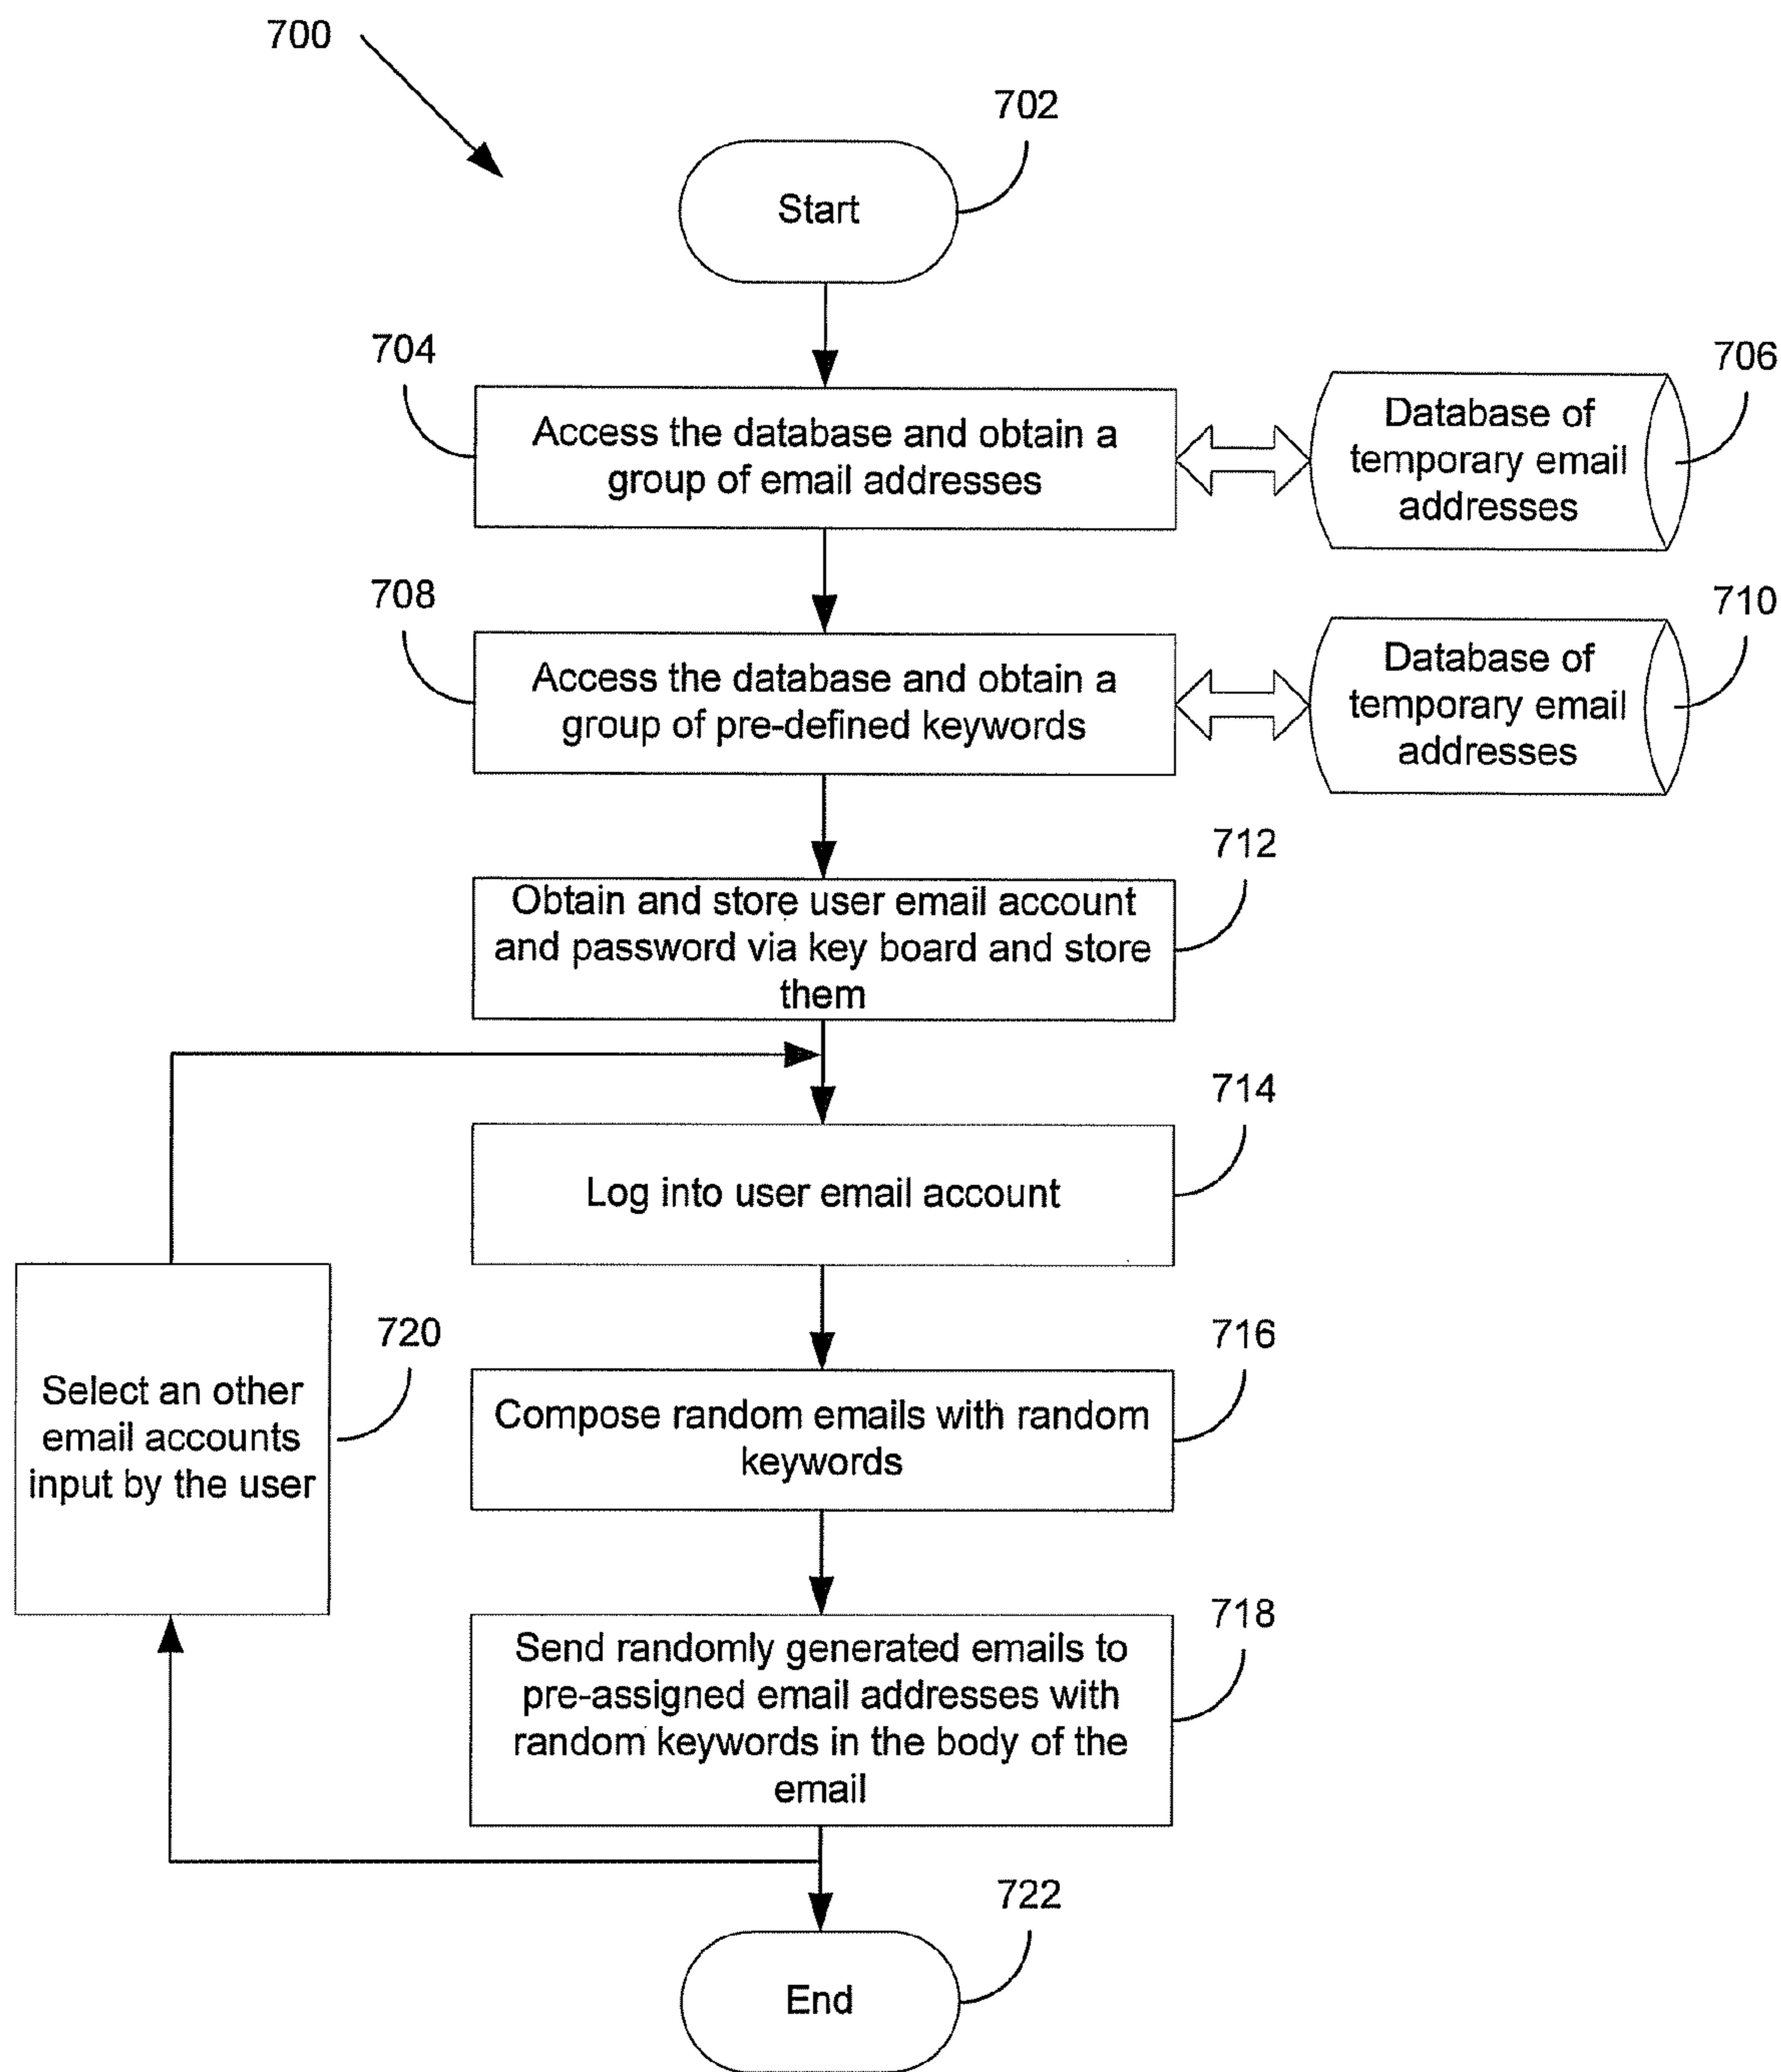 700
702
Start
704
706
Access the database and obtain a
group of email addresses
Database of
temporary email
addresses
708
710
Access the database and obtain a
group of pre-defined keywords
Database of
temporary email
addresses
712
Obtain and store user email account
and password via key board and store
them
714
Log into user email account
720
Select an other
email accounts
input by the user
716
Compose random emails with random
keywords
718
Send randomly generated emails to
pre-assigned email addresses with
random keywords in the body of the
email
722
End